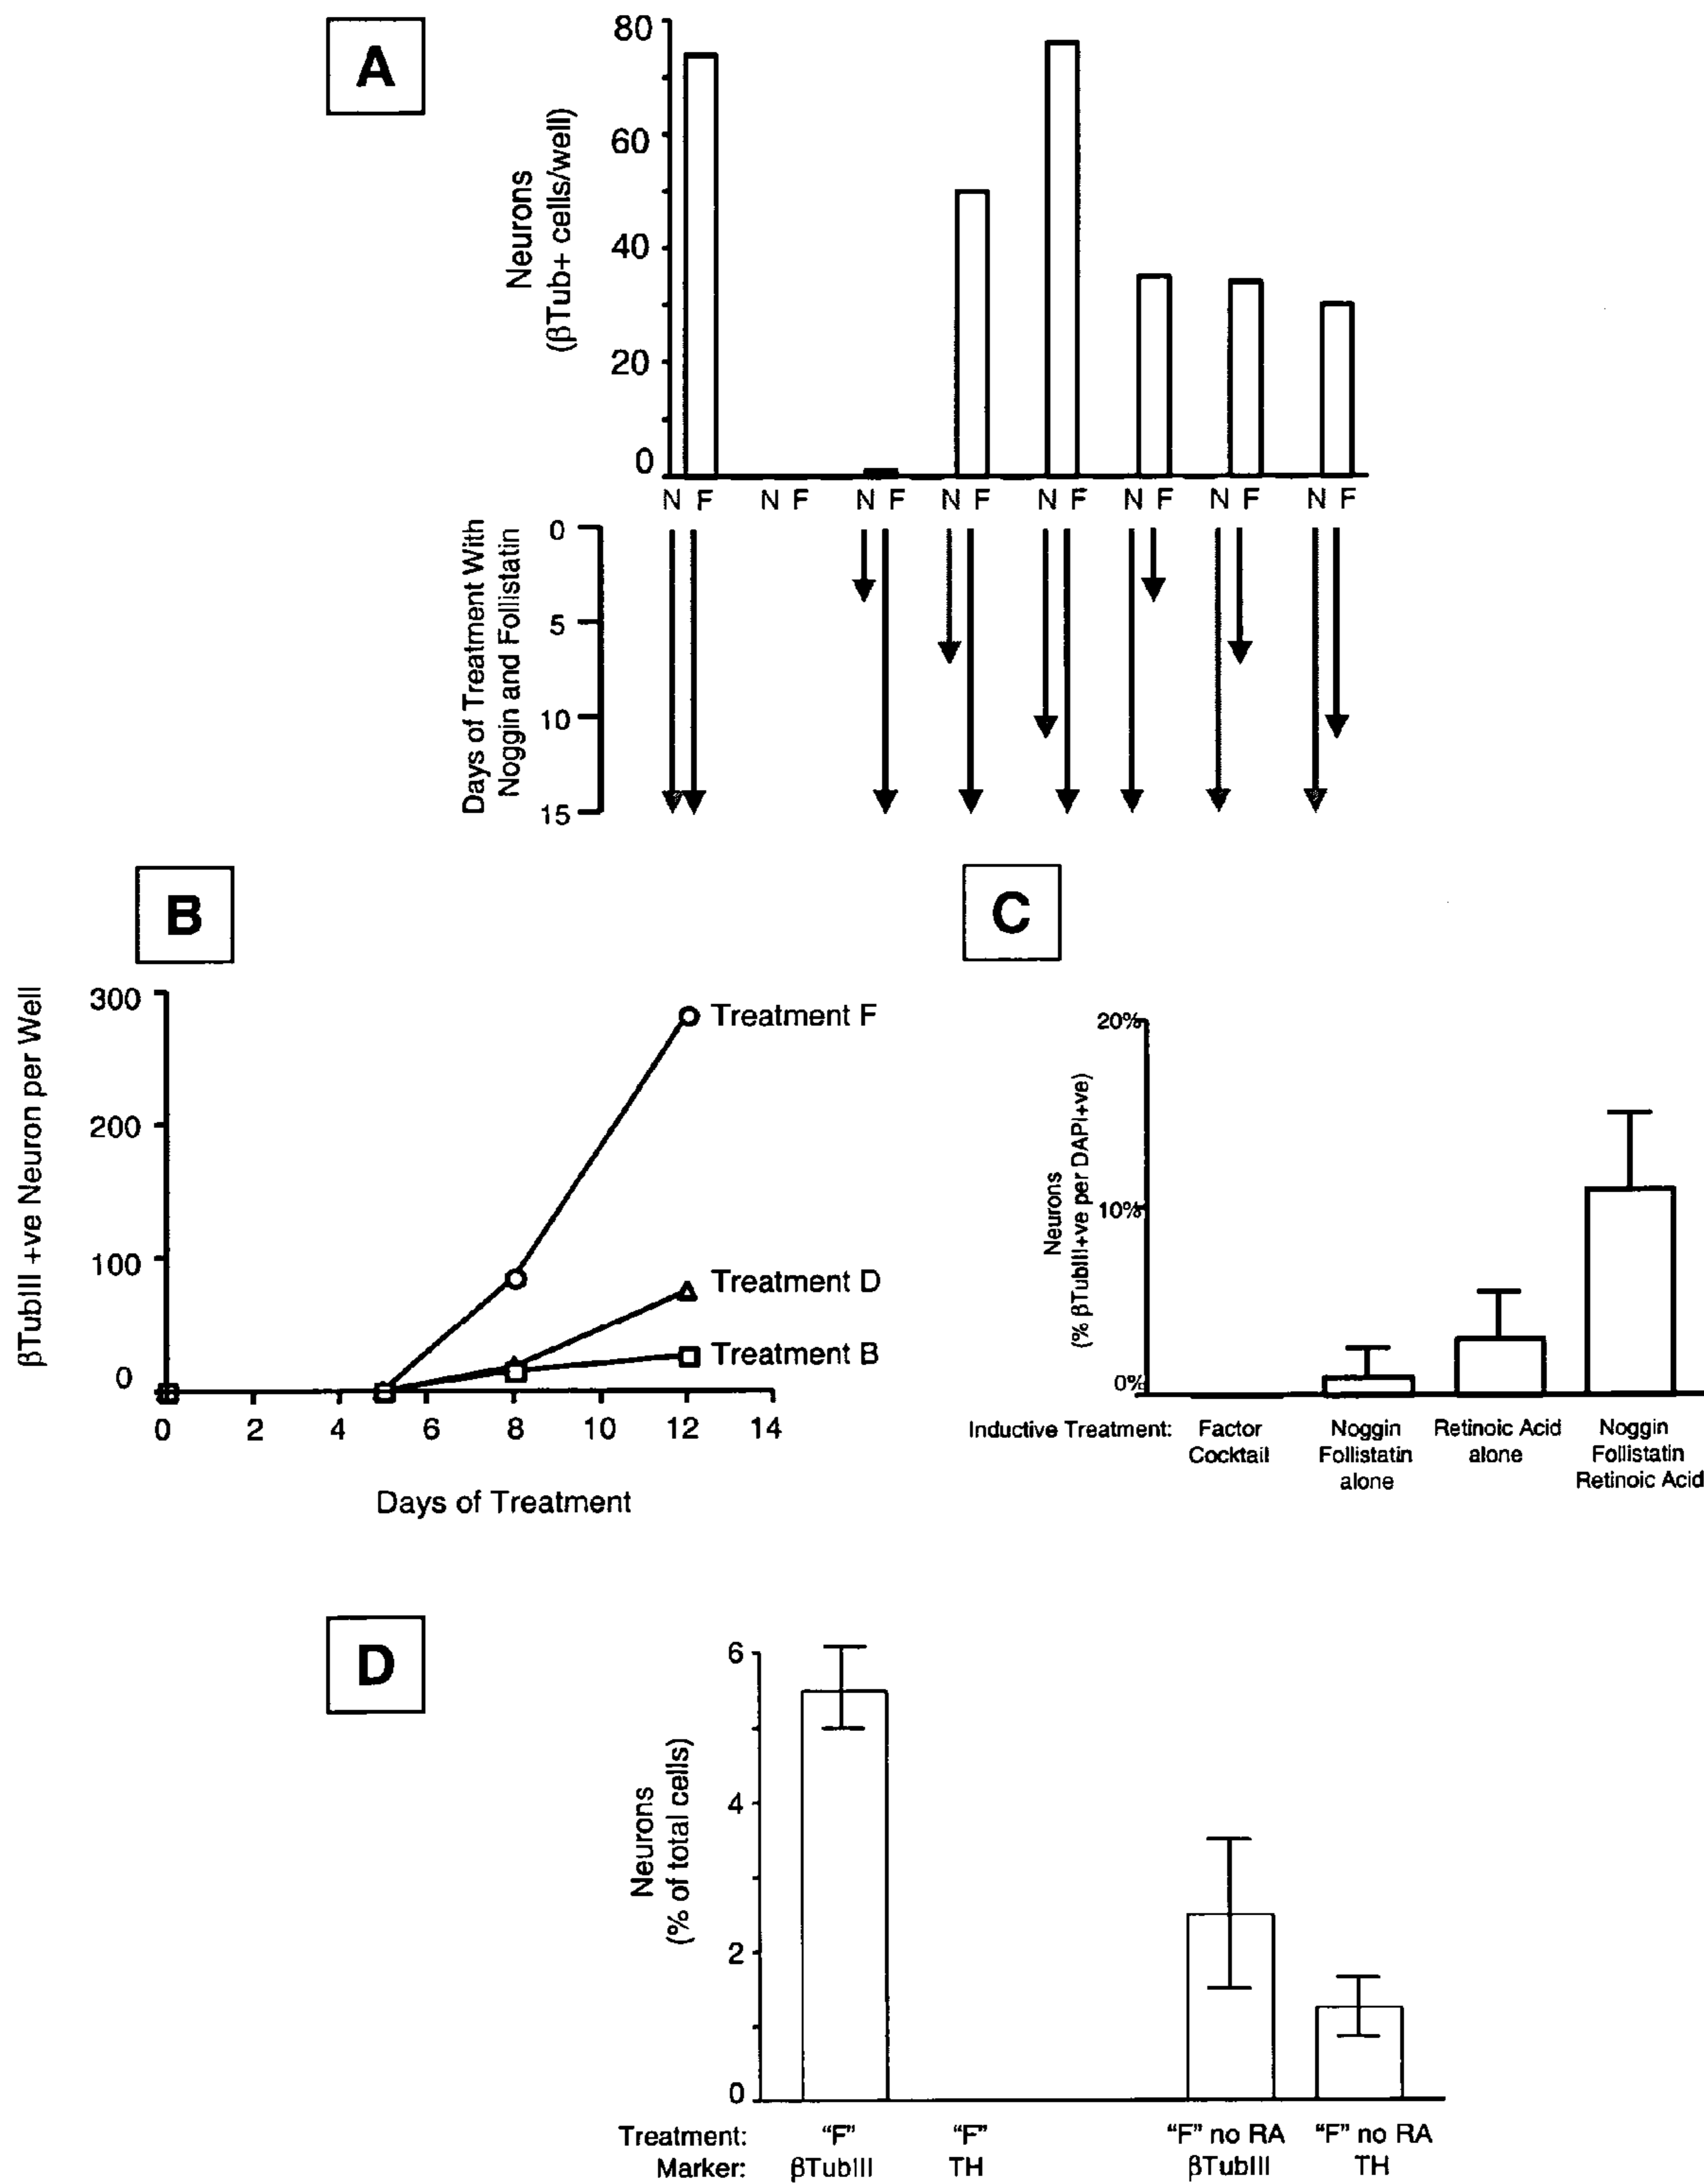 A
Neurons
(βTub+ cells/well)
80
60
40
20
0
N F N F N F N F N F N F N F N F
Days of Treatment With
Noggin and Follistatin
0
5
10
15
B
βTubIII +ve Neuron per Well
300
200
100
0
Treatment F
Treatment D
Treatment B
0 2 4 6 8 10 12 14
Days of Treatment
C
Neurons
(% βTubIII+ve per DAPI+ve)
20%
10%
0%
Inductive Treatment:
Factor
Cocktail
Noggin
Follistatin
alone
Retinoic Acid
alone
Noggin
Follistatin
Retinoic Acid
D
Neurons
(% of total cells)
6
4
2
0
Treatment: "F" "F" "F" no RA "F" no RA
Marker: βTubIII TH βTubIII TH